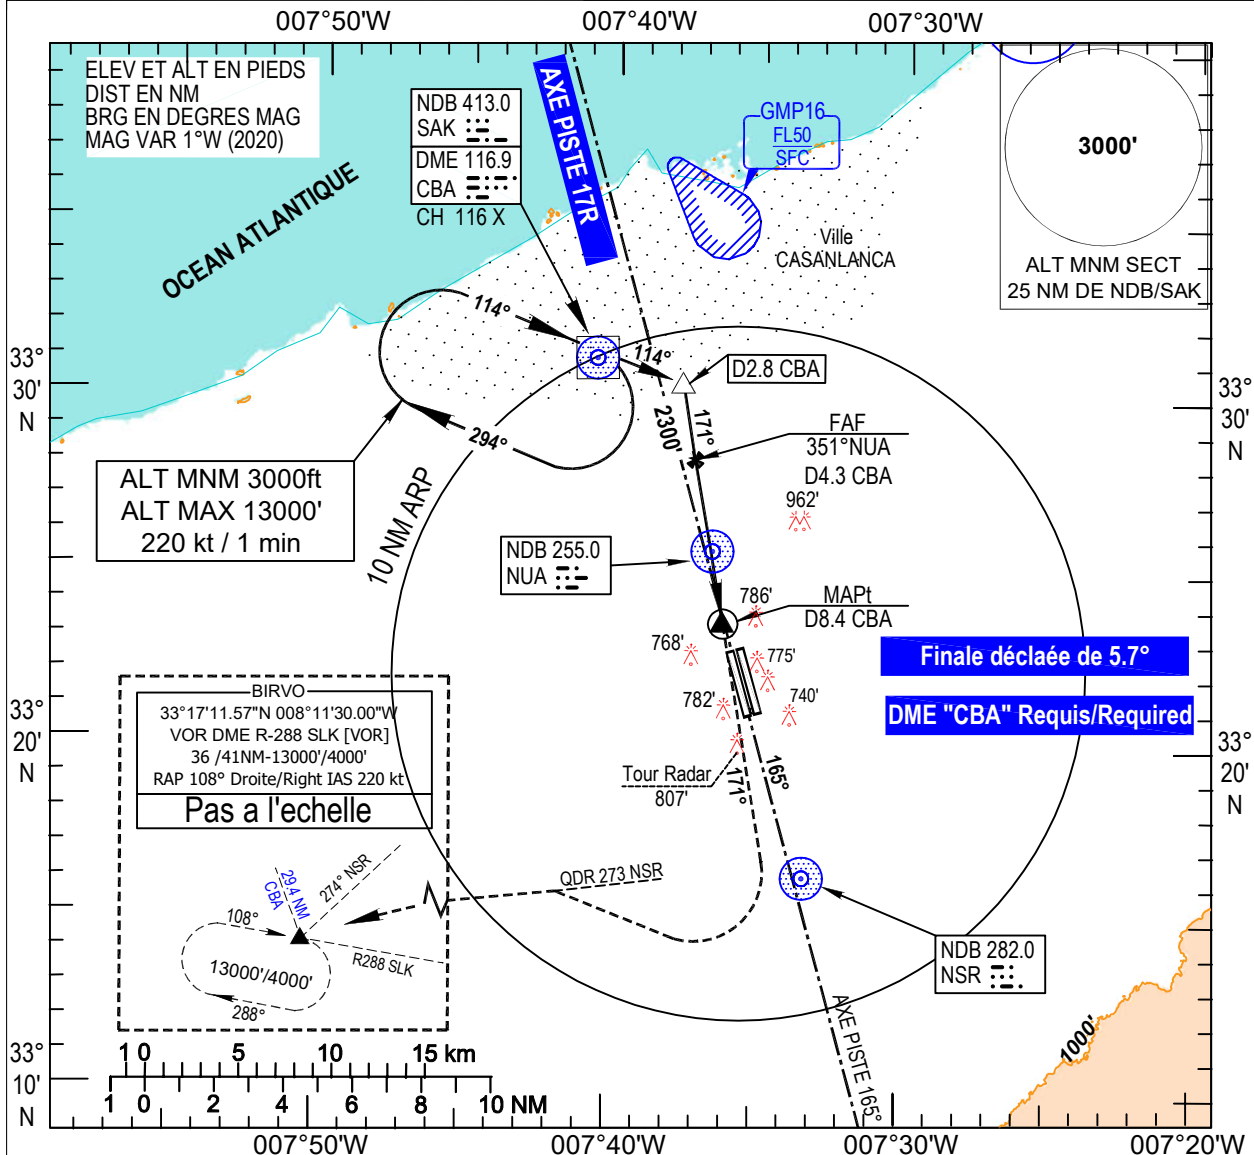 007°50'W
007°40'W
007°30'W
ELEV ET ALT EN PIEDS
DIST EN NM
BRG EN DEGRES MAG
MAG VAR 1°W (2020)
NDB 413.0
SAK
DME 116.9
CBA
CH 116 X
AXE PISTE 17R
GMP16
FL50
SFC
3000'
ALT MNM SECT
25 NM DE NDB/SAK
OCEAN ATLANTIQUE
Ville
CASANLANCA
114°
114°
294°
D2.8 CBA
33°
30'
N
33°
30'
N
2300'
171°
FAF
351°NUA
D4.3 CBA
962'
ALT MNM 3000ft
ALT MAX 13000'
220 kt / 1 min
10 NM ARP
NDB 255.0
NUA
786'
MAPt
D8.4 CBA
768'
775'
782'
740'
Finale déclaée de 5.7°
DME "CBA" Requis/Required
33°
20'
N
33°
20'
N
BIRVO
33°17'11.57"N 008°11'30.00"W
VOR DME R-288 SLK [VOR]
36 /41NM-13000'/4000'
RAP 108° Droite/Right IAS 220 kt
Pas a l'echelle
Tour Radar
807'
171°
165°
QDR 273 NSR
29.4 NM
CBA
274° NSR
108°
R288 SLK
13000'/4000'
288°
NDB 282.0
NSR
AXE PISTE 165°
1000'
33°
10'
N
33°
10'
N
1 0 5 10 15 km
1 0 2 4 6 8 10 NM
007°50'W
007°40'W
007°30'W
007°20'W